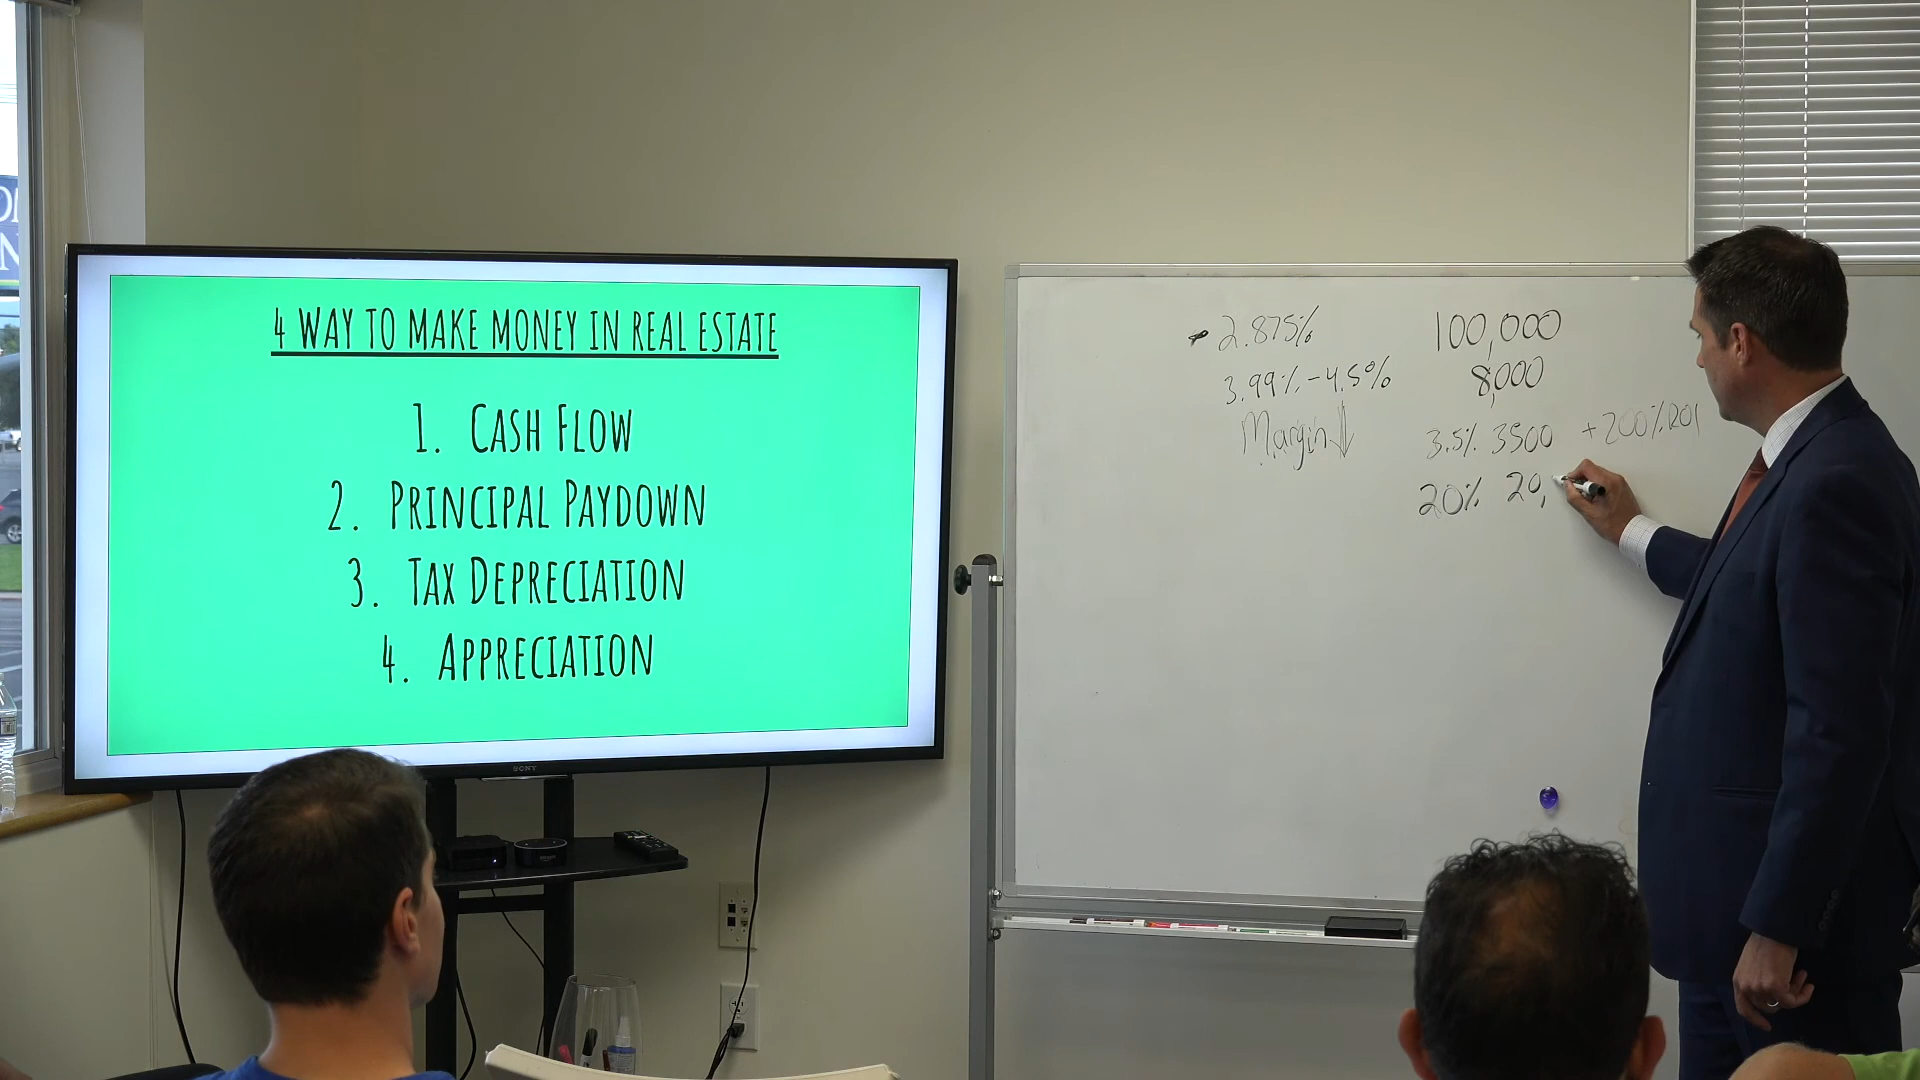 4 WAY TO MAKE MONEY IN REAL ESTATE
1. CASH FLOW
2. PRINCIPAL PAYDOWN
3. TAX DEPRECIATION
4. APPRECIATION
SONY
2.875%
3.99% - 4.5%
Margin ↓
100,000
8,000
3.5% 3500 +200% ROI
20% 20,